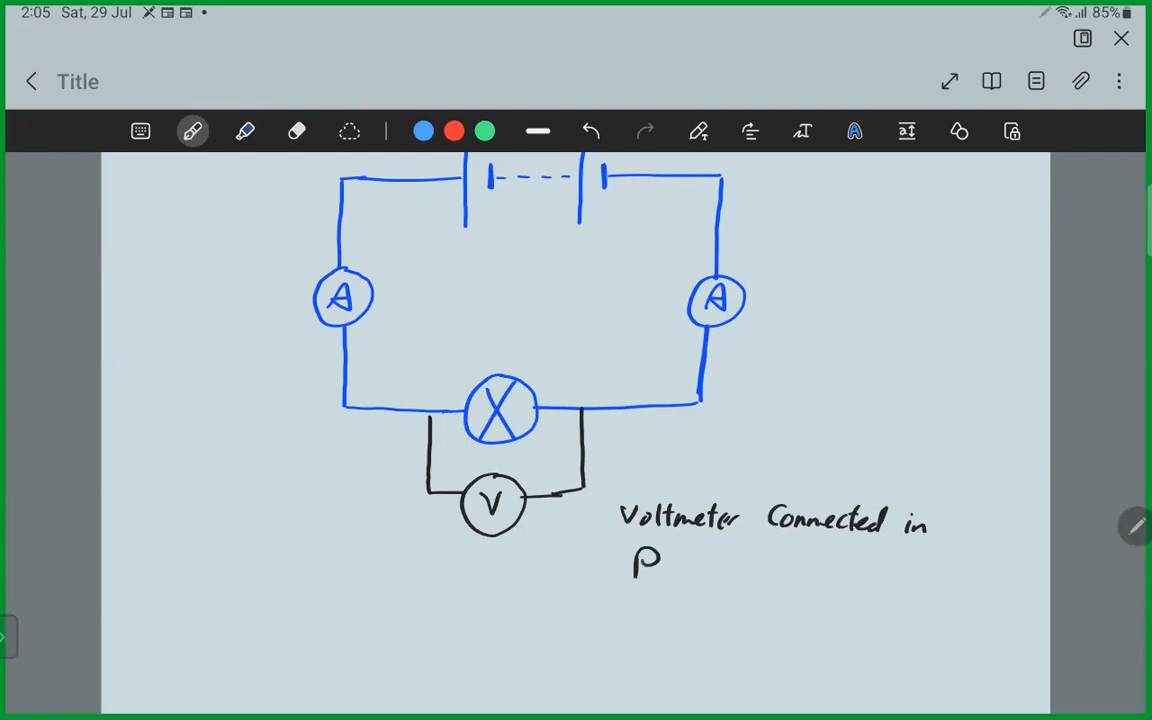 2:05 Sat, 29 Jul
85%
Title
A
A
V
Voltmeter Connected in
P